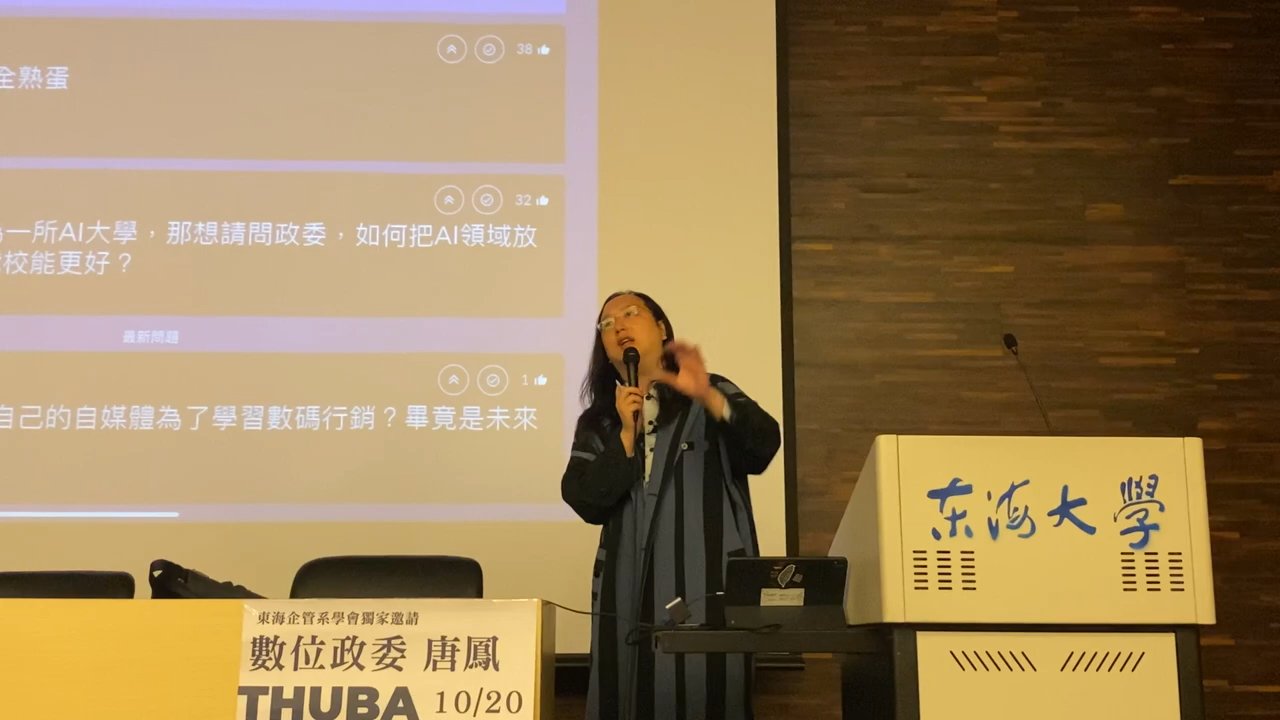 38
全熟蛋
32
一所AI大學，那想請問政委，如何把AI領域放
校能更好？
最新問題
1
自己的自媒體為了學習數碼行銷？畢竟是未來
东海大學
東海企管系學會獨家邀請
數位政委 唐鳳
THUBA 10/20